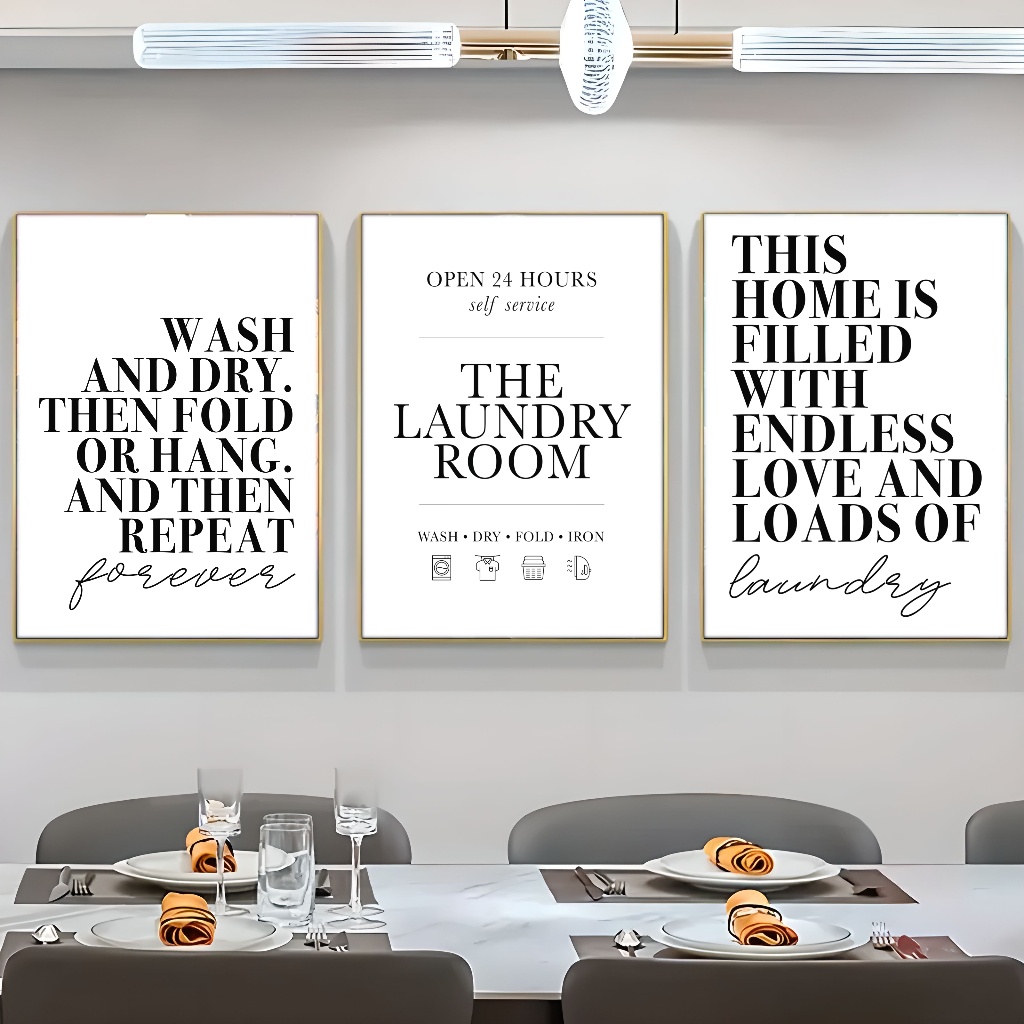 WASH
AND DRY.
THEN FOLD
OR HANG.
AND THEN
REPEAT
forever
OPEN 24 HOURS
self service
THE
LAUNDRY
ROOM
WASH • DRY • FOLD • IRON
THIS
HOME IS
FILLED
WITH
ENDLESS
LOVE AND
LOADS OF
laundry